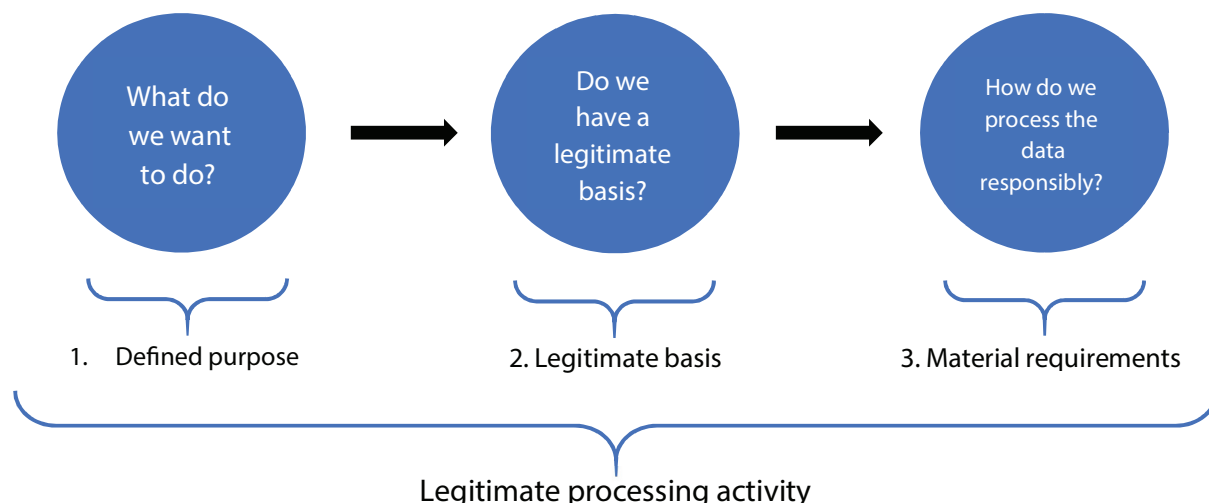 What do
we want
to do?
Do we
have a
legitimate
basis?
How do we
process the
data
responsibly?
1. Defined purpose
2. Legitimate basis
3. Material requirements
Legitimate processing activity